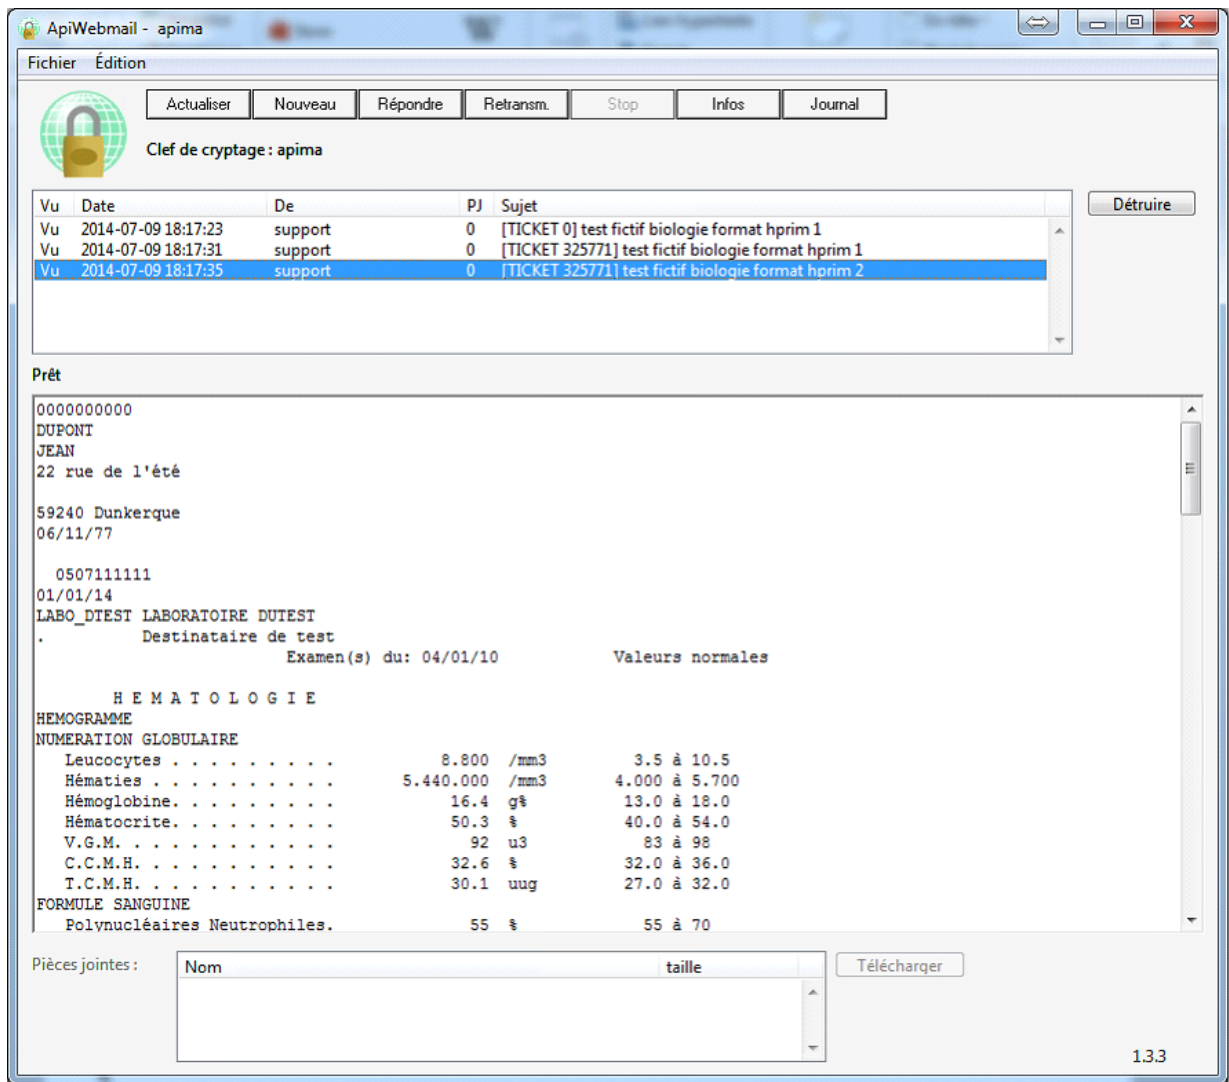 ApiWebmail - apima
Fichier Édition
Actualiser Nouveau Répondre Retransm. Stop Infos Journal
Clef de cryptage : apima
Vu Date De PJ Sujet
Détruire
Vu 2014-07-09 18:17:23 support 0 [TICKET 0] test fictif biologie format hprim 1
Vu 2014-07-09 18:17:31 support 0 [TICKET 325771] test fictif biologie format hprim 1
Vu 2014-07-09 18:17:35 support 0 [TICKET 325771] test fictif biologie format hprim 2
Prêt
0000000000
DUPONT
JEAN
22 rue de l'été
59240 Dunkerque
06/11/77
0507111111
01/01/14
LABO_DTEST LABORATOIRE DUTEST
. Destinataire de test
Examen(s) du: 04/01/10 Valeurs normales
H E M A T O L O G I E
HEMOGRAMME
NUMERATION GLOBULAIRE
Leucocytes . . . . . . . . . 8.800 /mm3 3.5 à 10.5
Hématies . . . . . . . . . . 5.440.000 /mm3 4.000 à 5.700
Hémoglobine. . . . . . . . . 16.4 g% 13.0 à 18.0
Hématocrite. . . . . . . . . 50.3 % 40.0 à 54.0
V.G.M. . . . . . . . . . . . 92 u3 83 à 98
C.C.M.H. . . . . . . . . . . 32.6 % 32.0 à 36.0
T.C.M.H. . . . . . . . . . . 30.1 uug 27.0 à 32.0
FORMULE SANGUINE
Polynucléaires Neutrophiles. 55 % 55 à 70
Pièces jointes :
Nom taille
Télécharger
1.3.3